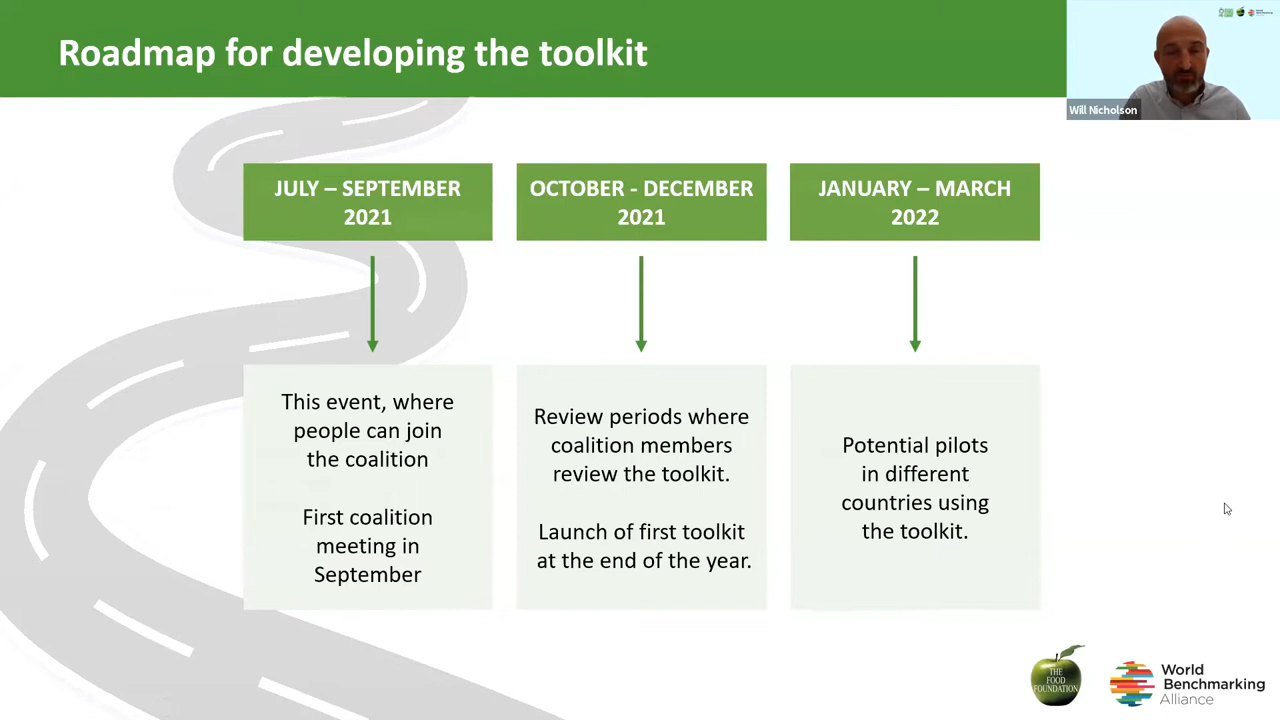 Roadmap for developing the toolkit
Will Nicholson
JULY – SEPTEMBER
2021
OCTOBER - DECEMBER
2021
JANUARY – MARCH
2022
This event, where
people can join
the coalition
First coalition
meeting in
September
Review periods where
coalition members
review the toolkit.
Launch of first toolkit
at the end of the year.
Potential pilots
in different
countries using
the toolkit.
THE
FOOD
FOUNDATION
World
Benchmarking
Alliance